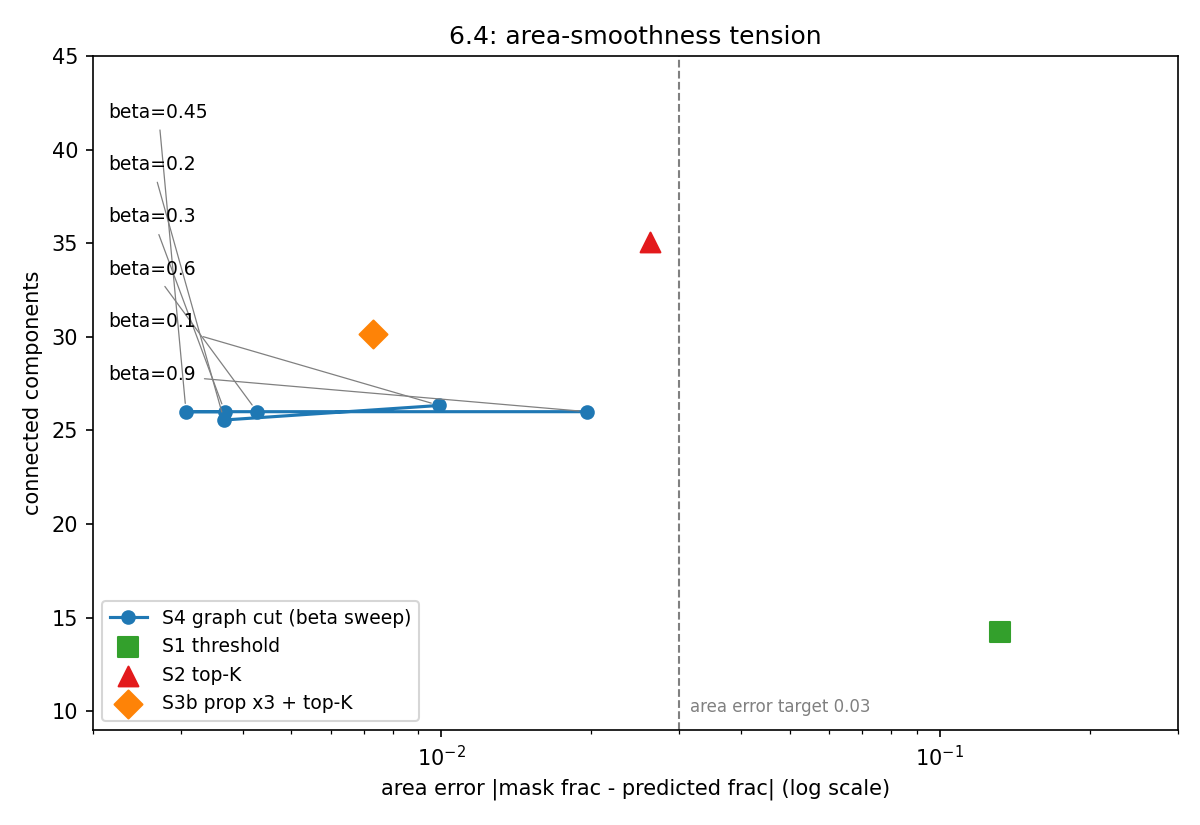 6.4: area-smoothness tension
connected components
45
40
35
30
25
20
15
10
beta=0.45
beta=0.2
beta=0.3
beta=0.6
beta=0.1
beta=0.9
S4 graph cut (beta sweep)
S1 threshold
S2 top-K
S3b prop x3 + top-K
area error target 0.03
10⁻²
10⁻¹
area error |mask frac - predicted frac| (log scale)